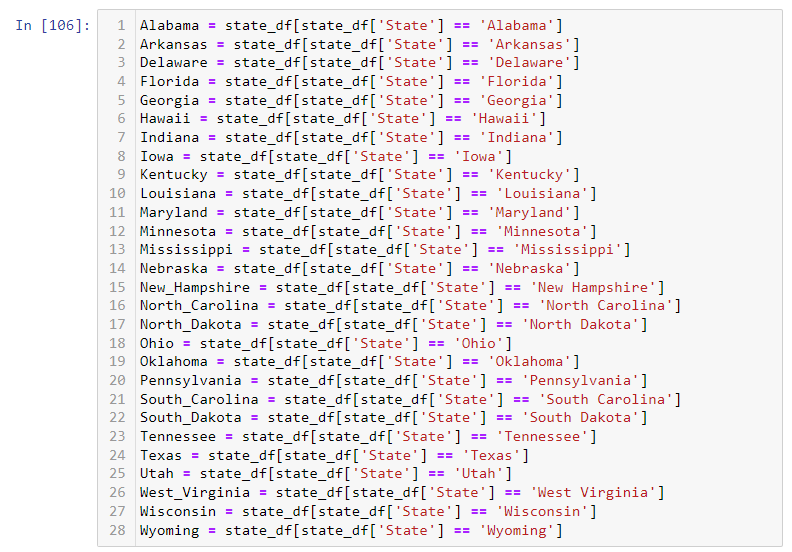 In [106]:
1 Alabama = state_df[state_df['State'] == 'Alabama']
2 Arkansas = state_df[state_df['State'] == 'Arkansas']
3 Delaware = state_df[state_df['State'] == 'Delaware']
4 Florida = state_df[state_df['State'] == 'Florida']
5 Georgia = state_df[state_df['State'] == 'Georgia']
6 Hawaii = state_df[state_df['State'] == 'Hawaii']
7 Indiana = state_df[state_df['State'] == 'Indiana']
8 Iowa = state_df[state_df['State'] == 'Iowa']
9 Kentucky = state_df[state_df['State'] == 'Kentucky']
10 Louisiana = state_df[state_df['State'] == 'Louisiana']
11 Maryland = state_df[state_df['State'] == 'Maryland']
12 Minnesota = state_df[state_df['State'] == 'Minnesota']
13 Mississippi = state_df[state_df['State'] == 'Mississippi']
14 Nebraska = state_df[state_df['State'] == 'Nebraska']
15 New_Hampshire = state_df[state_df['State'] == 'New Hampshire']
16 North_Carolina = state_df[state_df['State'] == 'North Carolina']
17 North_Dakota = state_df[state_df['State'] == 'North Dakota']
18 Ohio = state_df[state_df['State'] == 'Ohio']
19 Oklahoma = state_df[state_df['State'] == 'Oklahoma']
20 Pennsylvania = state_df[state_df['State'] == 'Pennsylvania']
21 South_Carolina = state_df[state_df['State'] == 'South Carolina']
22 South_Dakota = state_df[state_df['State'] == 'South Dakota']
23 Tennessee = state_df[state_df['State'] == 'Tennessee']
24 Texas = state_df[state_df['State'] == 'Texas']
25 Utah = state_df[state_df['State'] == 'Utah']
26 West_Virginia = state_df[state_df['State'] == 'West Virginia']
27 Wisconsin = state_df[state_df['State'] == 'Wisconsin']
28 Wyoming = state_df[state_df['State'] == 'Wyoming']